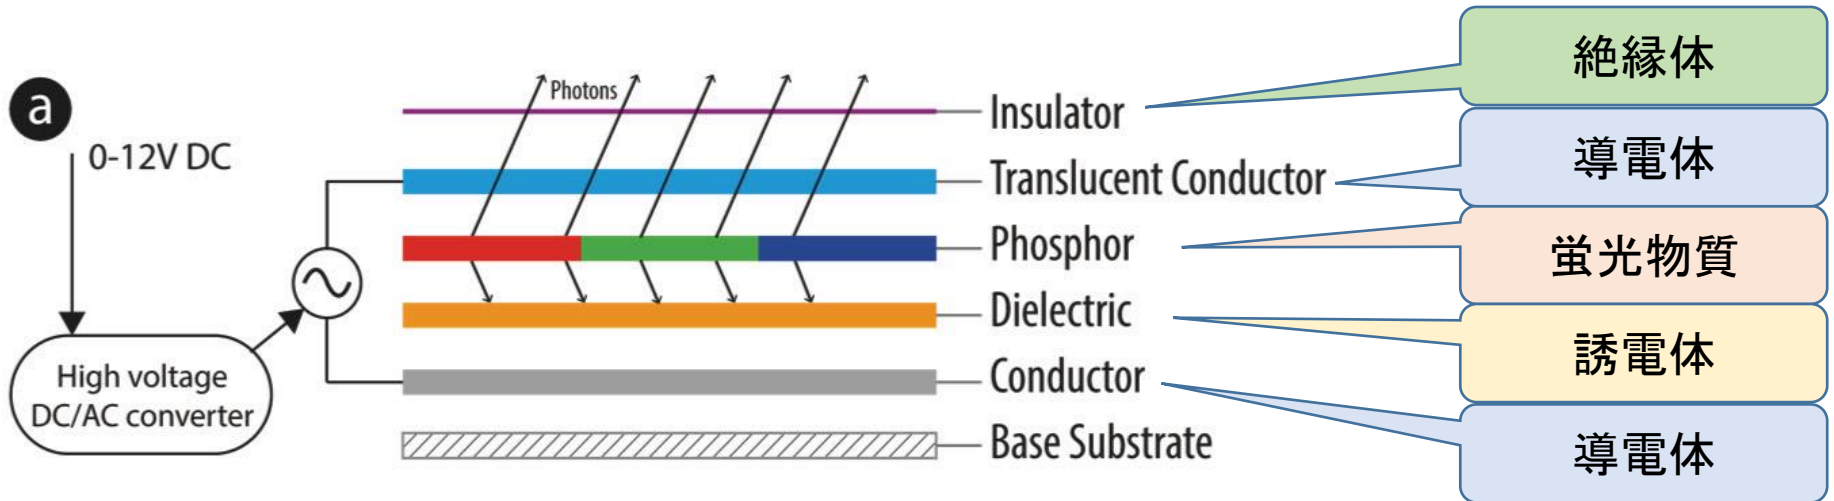 a
0-12V DC
High voltage
DC/AC converter
Photons
Insulator
Translucent Conductor
Phosphor
Dielectric
Conductor
Base Substrate
絶縁体
導電体
蛍光物質
誘電体
導電体